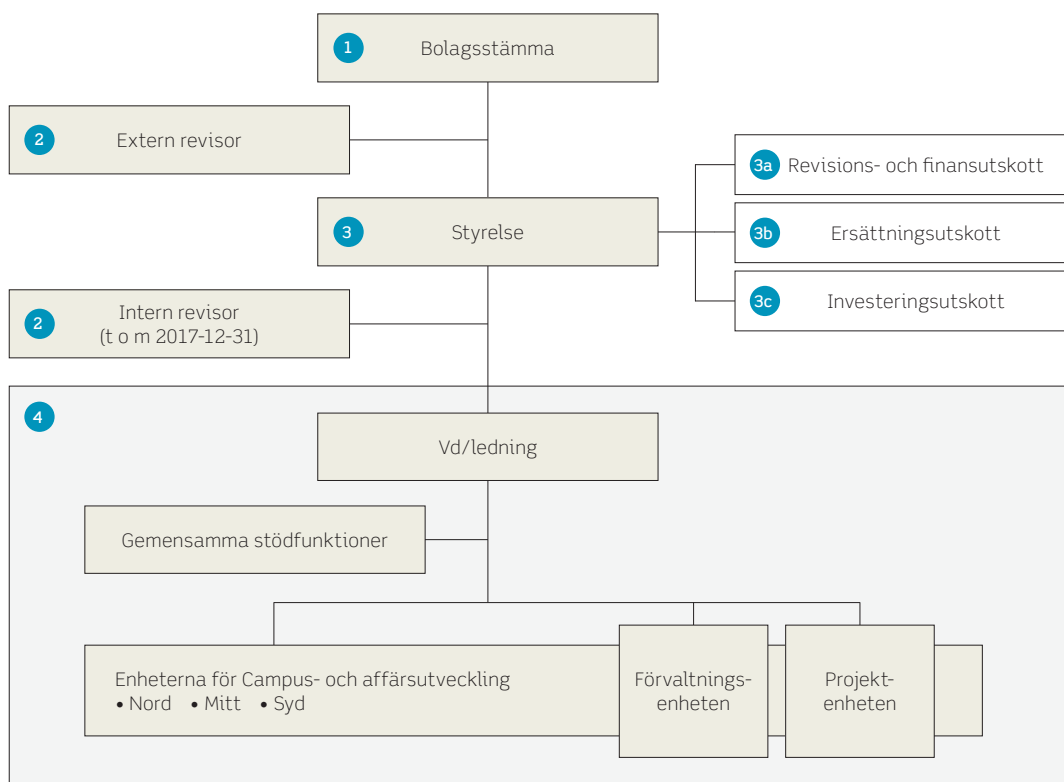 1 Bolagsstämma
2 Extern revisor
3a Revisions- och finansutskott
3 Styrelse
3b Ersättningsutskott
3c Investeringsutskott
2 Intern revisor
(t o m 2017-12-31)
4
Vd/ledning
Gemensamma stödfunktioner
Enheterna för Campus- och affärsutveckling
• Nord • Mitt • Syd
Förvaltnings-
enheten
Projekt-
enheten